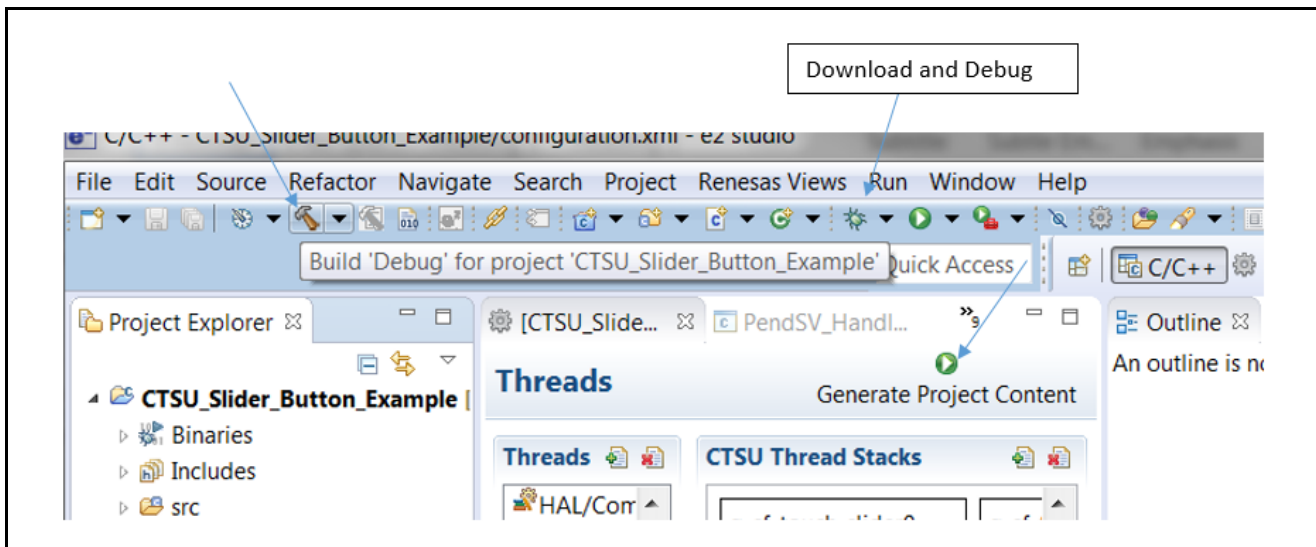 Download and Debug
C/C++ - CTSU_Slider_Button_Example/configuration.xml - e2 studio
File Edit Source Refactor Navigate Search Project Renesas Views Run Window Help
010
Build 'Debug' for project 'CTSU_Slider_Button_Example'
Quick Access
C/C++
Project Explorer
[CTSU_Slide...
PendSV_Handl...
»9
Outline
An outline is
Threads
Generate Project Content
CTSU_Slider_Button_Example [
Binaries
Includes
src
Threads
CTSU Thread Stacks
HAL/Com